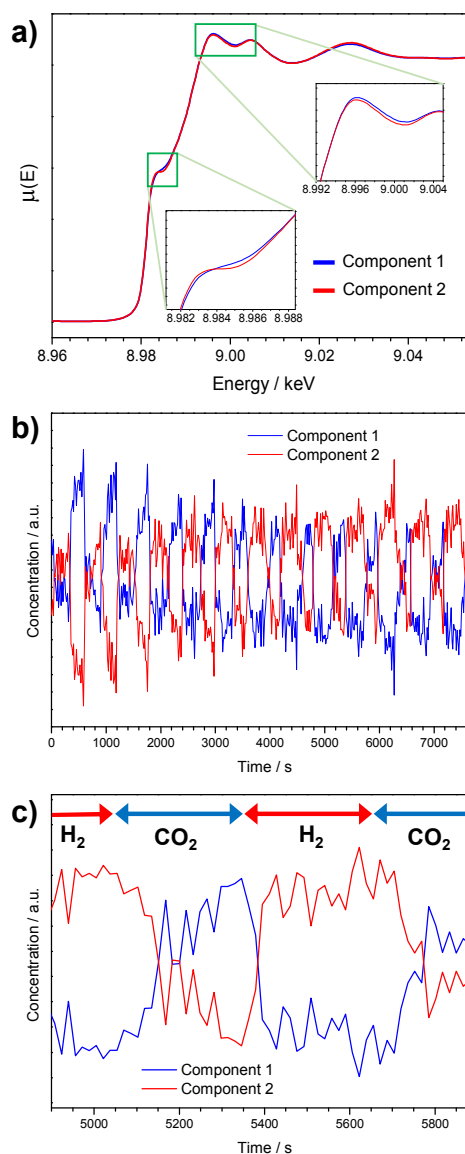 a)
μ(E)
8.992 8.996 9.000 9.005
8.982 8.984 8.986 8.988
Component 1
Component 2
8.96 8.98 9.00 9.02 9.04
Energy / keV
b)
Component 1
Component 2
Concentration / a.u.
0 1000 2000 3000 4000 5000 6000 7000
Time / s
c)
H₂ CO₂ H₂ CO₂
Concentration / a.u.
Component 1
Component 2
5000 5200 5400 5600 5800
Time / s